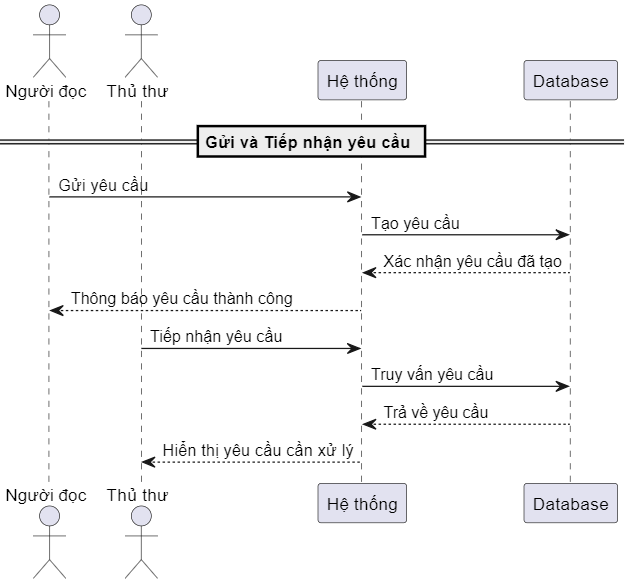 Người đọc
Thủ thư
Hệ thống
Database
Gửi và Tiếp nhận yêu cầu
Gửi yêu cầu
Tạo yêu cầu
Xác nhận yêu cầu đã tạo
Thông báo yêu cầu thành công
Tiếp nhận yêu cầu
Truy vấn yêu cầu
Trả về yêu cầu
Hiển thị yêu cầu cần xử lý
Người đọc
Thủ thư
Hệ thống
Database